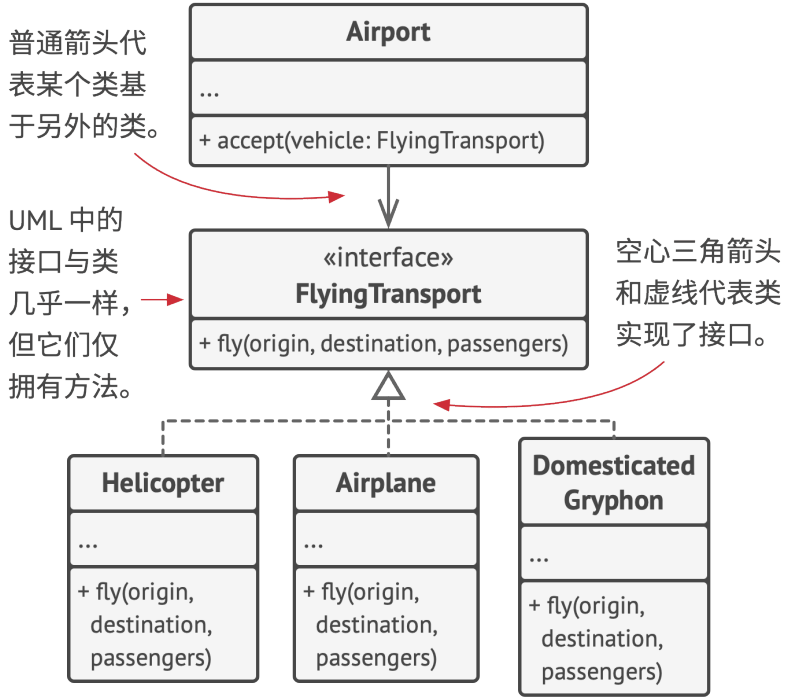 Airport
...
+ accept(vehicle: FlyingTransport)
普通箭头代
表某个类基
于另外的类。
«interface»
FlyingTransport
+ fly(origin, destination, passengers)
UML 中的
接口与类
几乎一样，
但它们仅
拥有方法。
空心三角箭头
和虚线代表类
实现了接口。
Helicopter
...
+ fly(origin,
destination,
passengers)
Airplane
...
+ fly(origin,
destination,
passengers)
Domesticated
Gryphon
...
+ fly(origin,
destination,
passengers)